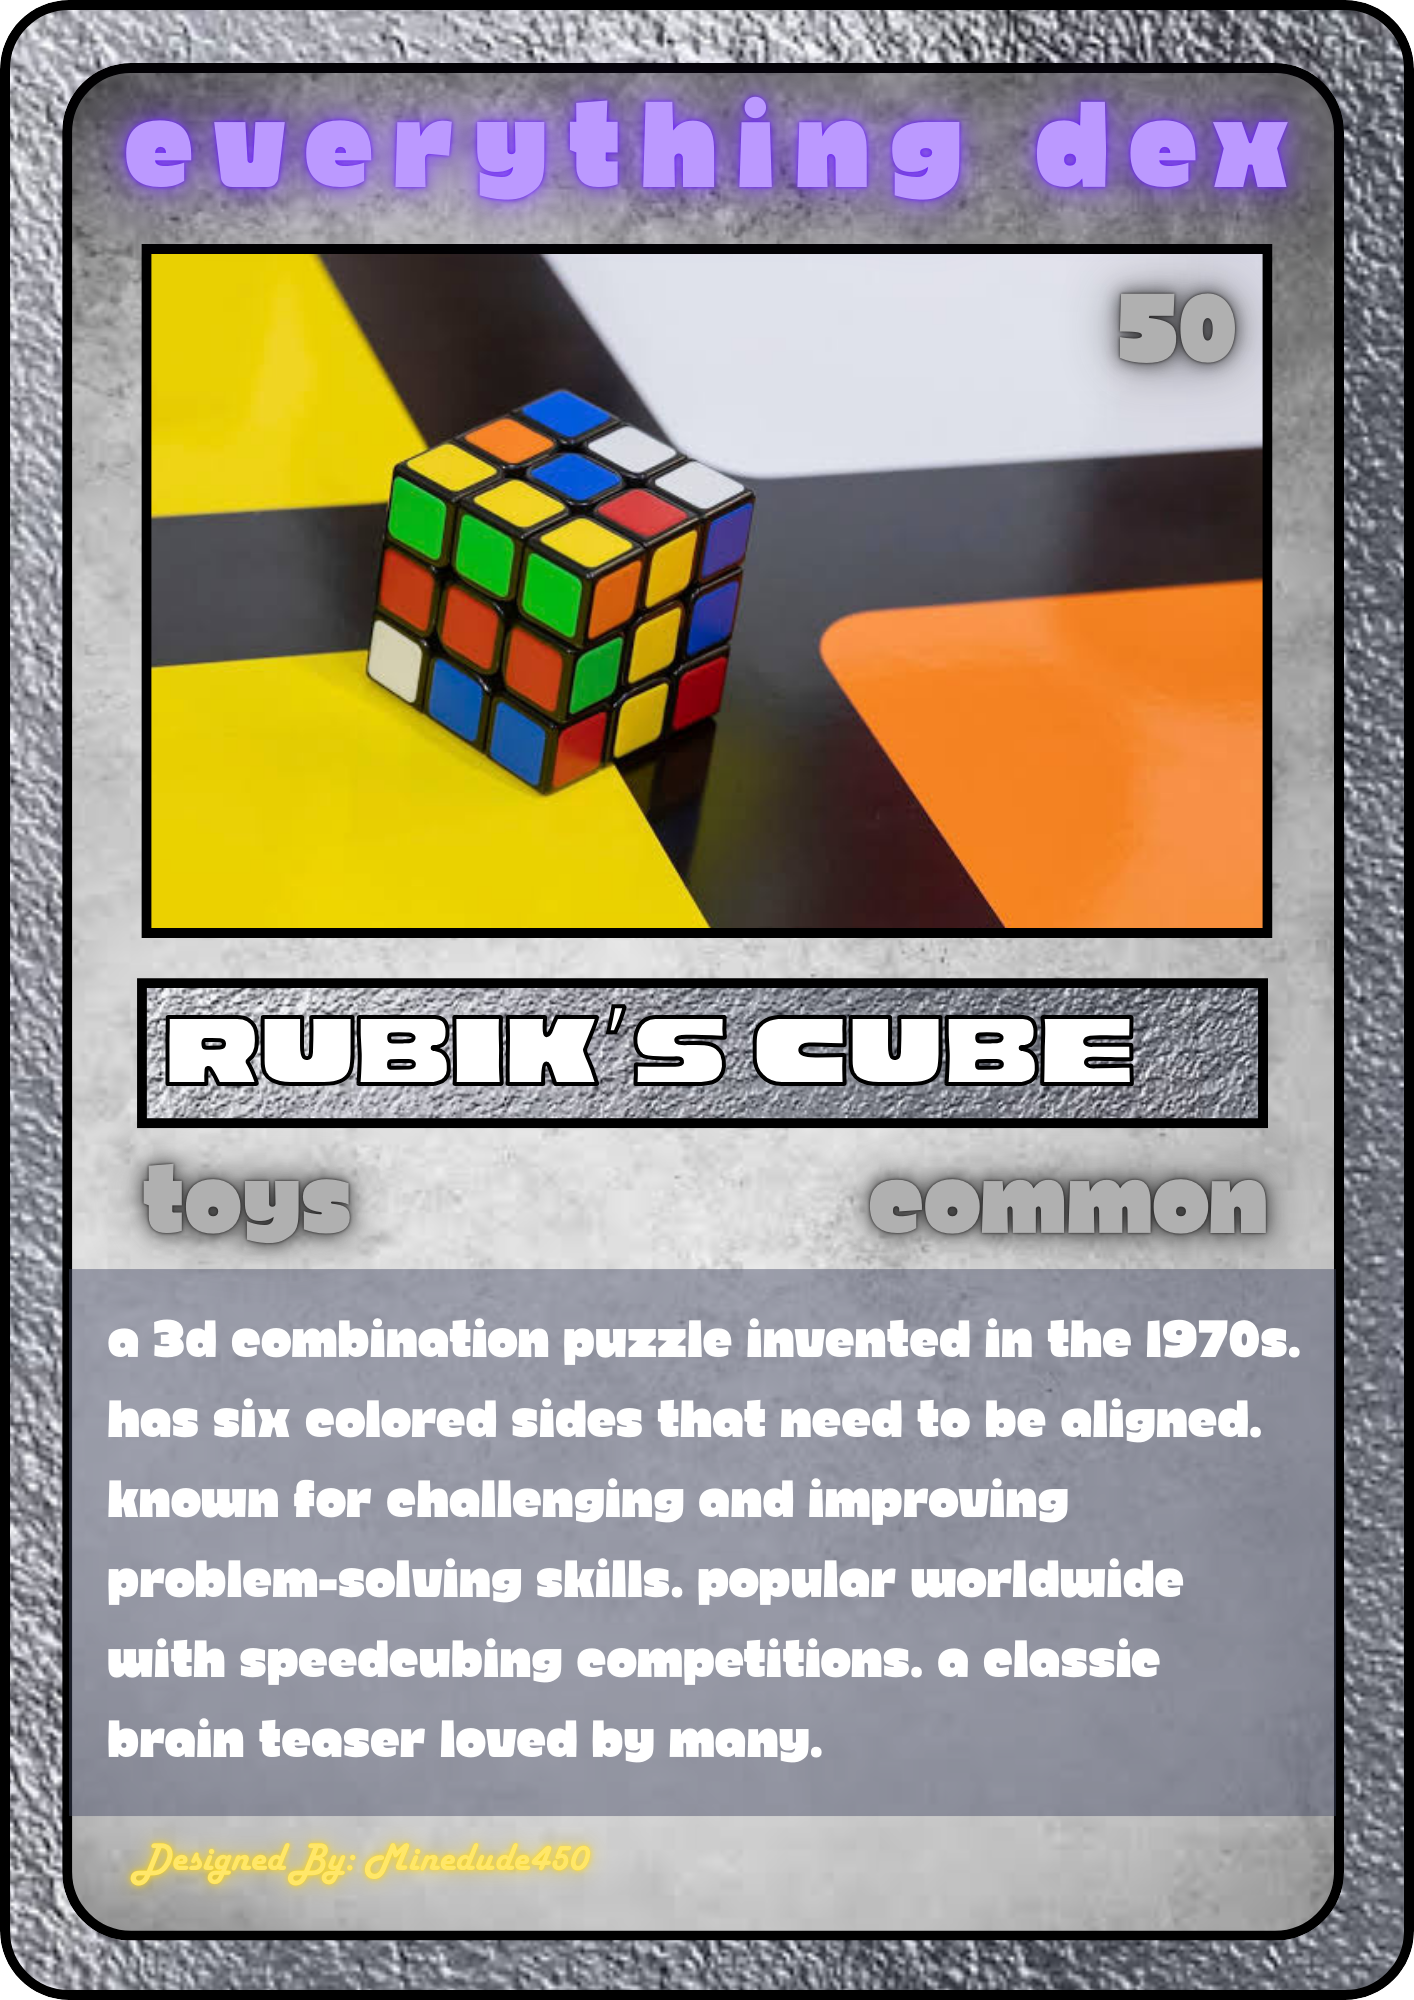 everything dex
50
RUBIK'S CUBE
toys
common
a 3d combination puzzle invented in the 1970s.
has six colored sides that need to be aligned.
known for challenging and improving
problem-solving skills. popular worldwide
with speedcubing competitions. a classic
brain teaser loved by many.
Designed By: Minedude450